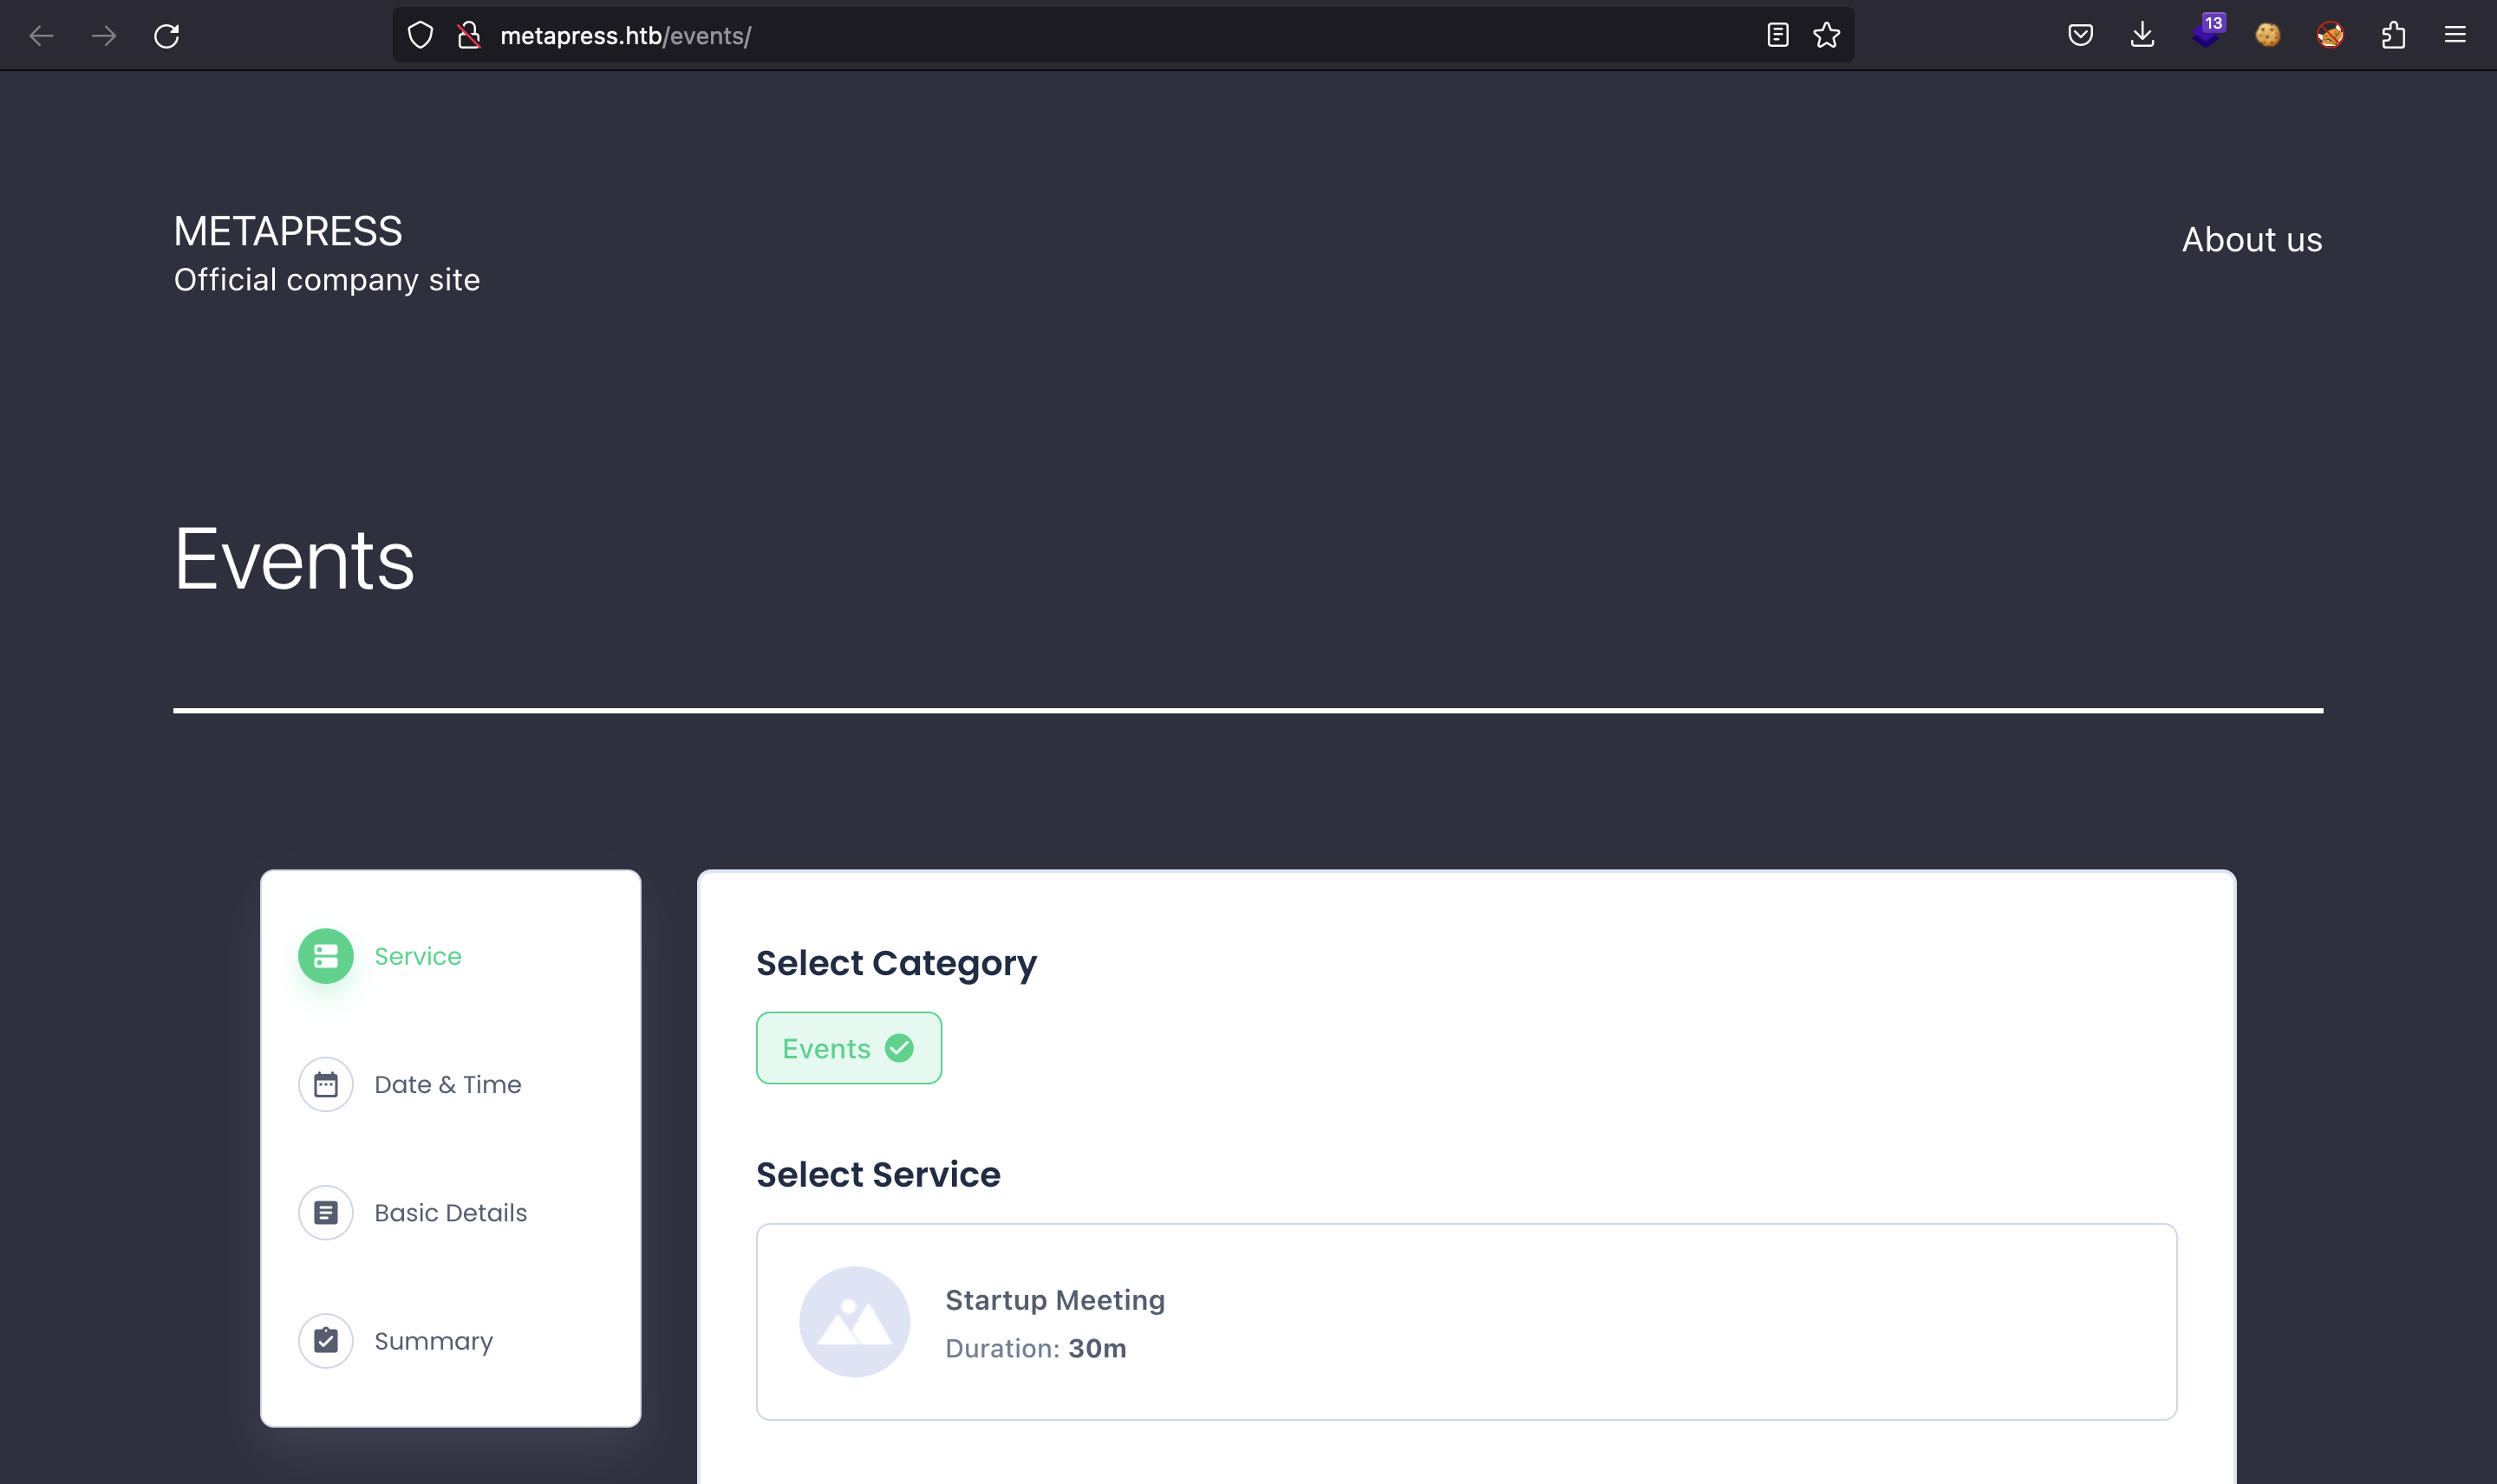 metapress.htb/events/
13
METAPRESS
Official company site
About us
Events
Service
Date & Time
Basic Details
Summary
Select Category
Events
Select Service
Startup Meeting
Duration: 30m